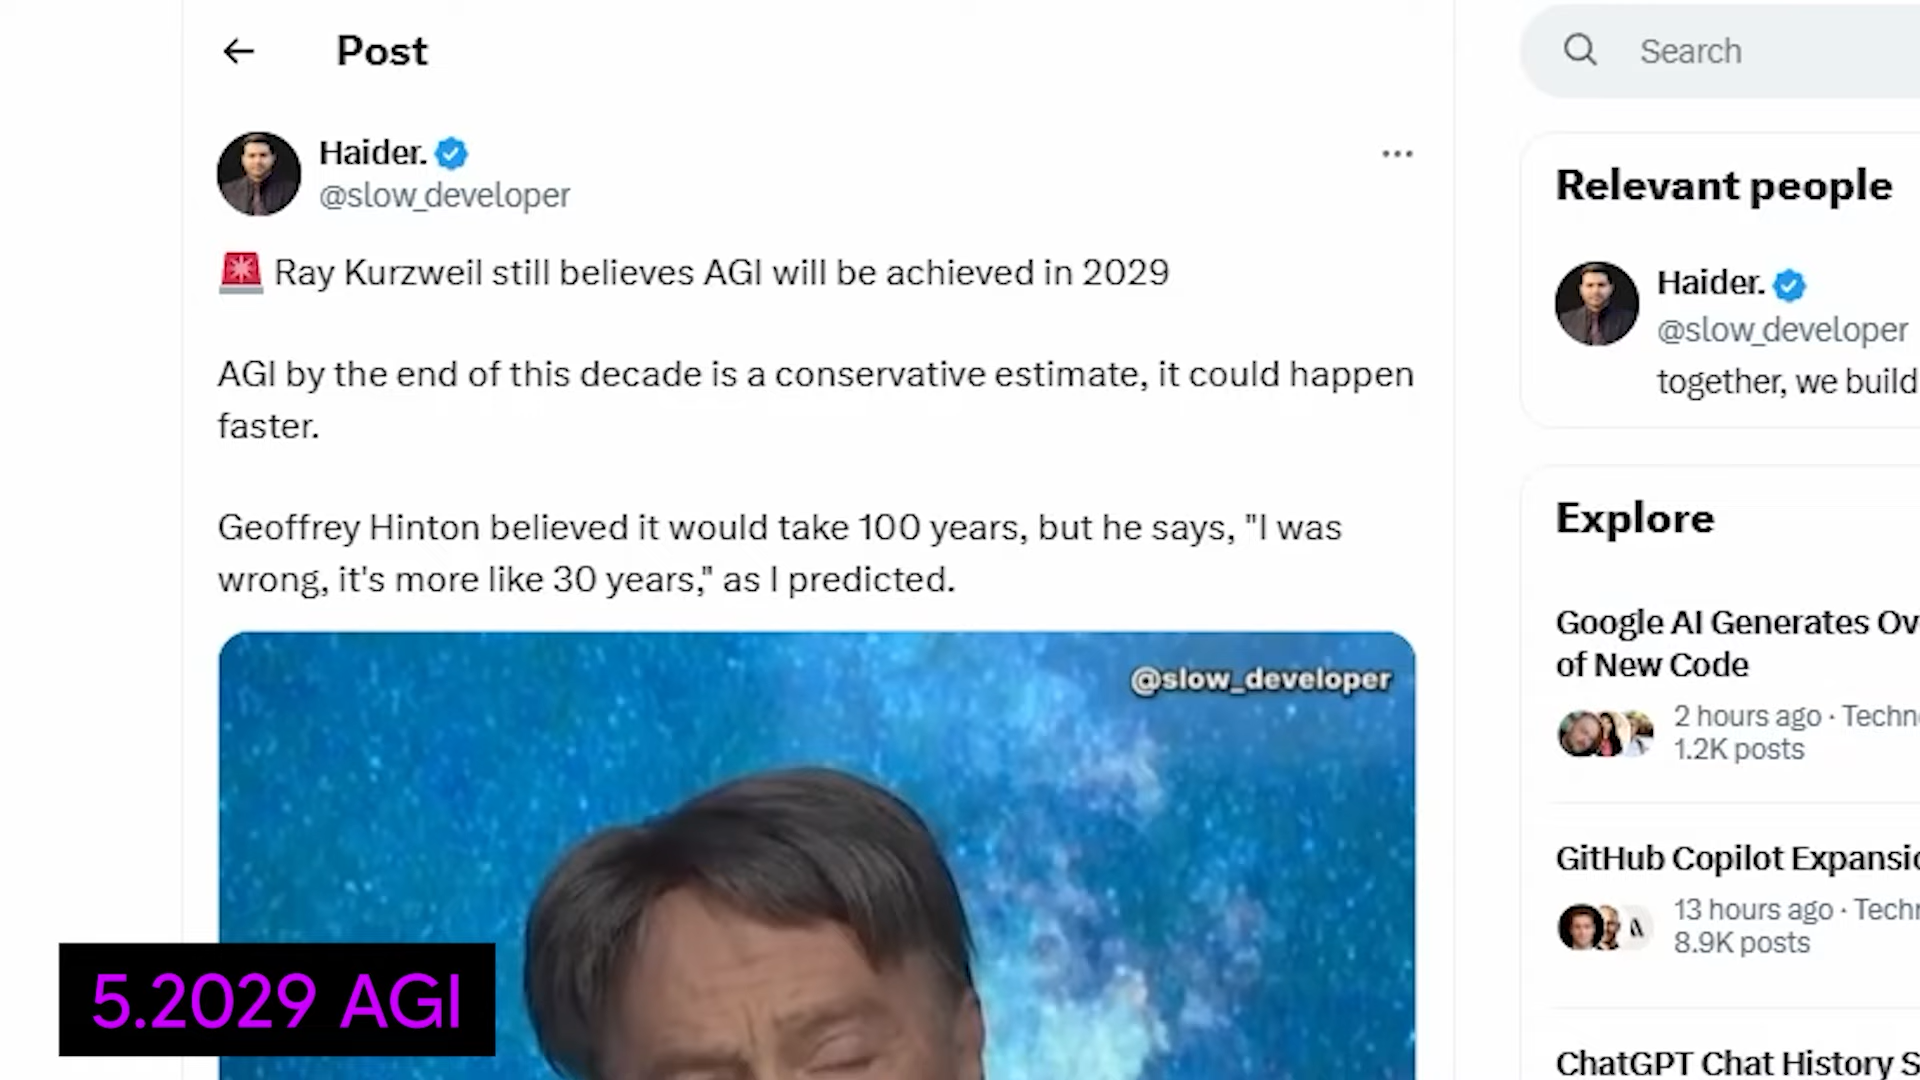 Post
Haider.
@slow_developer
🚨 Ray Kurzweil still believes AGI will be achieved in 2029
AGI by the end of this decade is a conservative estimate, it could happen
faster.
Geoffrey Hinton believed it would take 100 years, but he says, "I was
wrong, it's more like 30 years," as I predicted.
@slow_developer
5.2029 AGI
Search
Relevant people
Haider.
@slow_developer
together, we build
Explore
Google AI Generates Ov
of New Code
2 hours ago · Techn
1.2K posts
GitHub Copilot Expansio
13 hours ago · Techn
8.9K posts
ChatGPT Chat History S